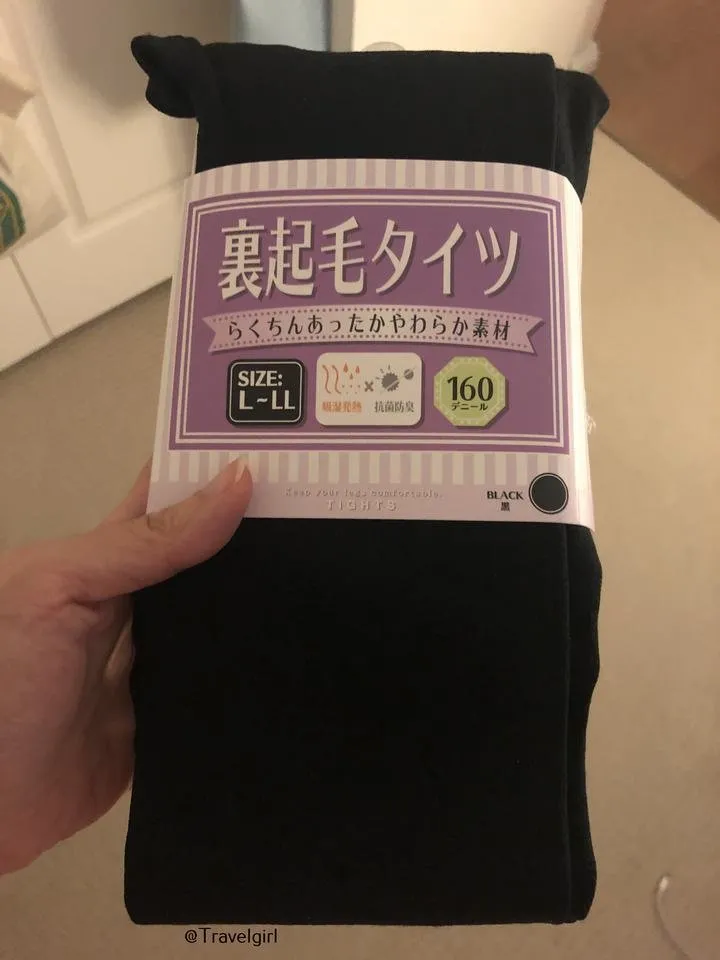 裏起毛タイツ
らくちんあったかやわらか素材
SIZE:
L~LL
吸湿発熱
×
抗菌防臭
160
デニール
Keep your legs comfortable.
TIGHTS
BLACK
黒
@Travelgirl